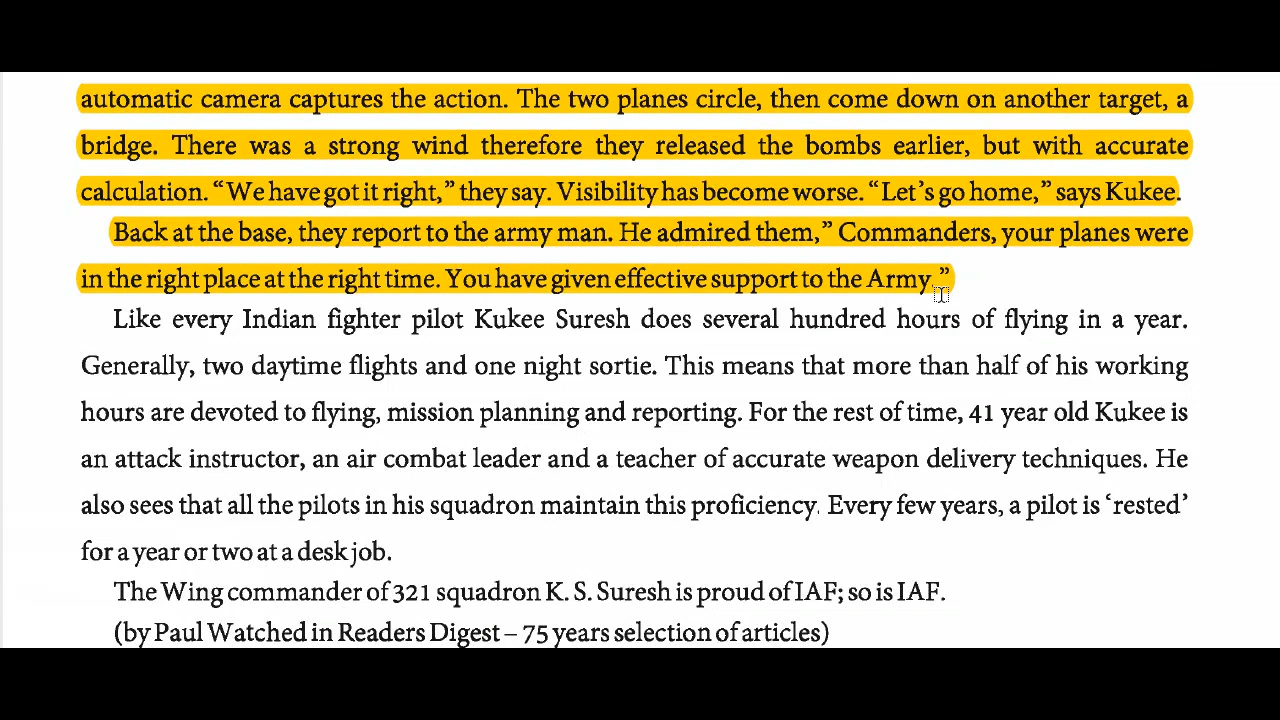 automatic camera captures the action. The two planes circle, then come down on another target, a
bridge. There was a strong wind therefore they released the bombs earlier, but with accurate
calculation. “We have got it right,” they say. Visibility has become worse. “Let’s go home,” says Kukee.
Back at the base, they report to the army man. He admired them,” Commanders, your planes were
in the right place at the right time. You have given effective support to the Army.”
Like every Indian fighter pilot Kukee Suresh does several hundred hours of flying in a year.
Generally, two daytime flights and one night sortie. This means that more than half of his working
hours are devoted to flying, mission planning and reporting. For the rest of time, 41 year old Kukee is
an attack instructor, an air combat leader and a teacher of accurate weapon delivery techniques. He
also sees that all the pilots in his squadron maintain this proficiency. Every few years, a pilot is ‘rested’
for a year or two at a desk job.
The Wing commander of 321 squadron K. S. Suresh is proud of IAF; so is IAF.
(by Paul Watched in Readers Digest – 75 years selection of articles)